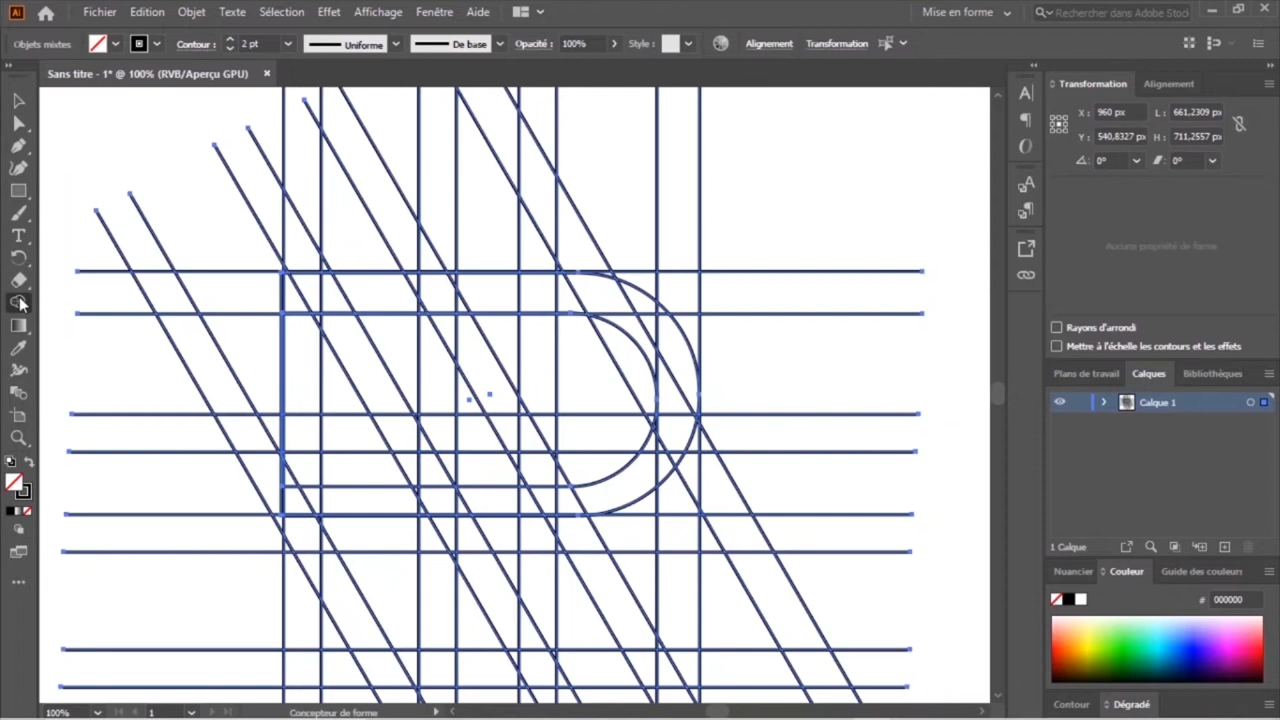 Ai Fichier Edition Objet Texte Sélection Effet Affichage Fenêtre Aide Mise en forme Rechercher dans Adobe Stock
Objets mixtes Contour : 2 pt Uniforme De base Opacité : 100% Style : Alignement Transformation
Sans titre - 1* @ 100% (RVB/Aperçu GPU) ×
Transformation Alignement
X : 960 px L : 661,2309 px
Y : 540,8327 px H : 711,2557 px
0° 0°
Aucune propriété de forme
Rayons d'arrondi
Mettre à l'échelle les contours et les effets
Plans de travail Calques Bibliothèques
Calque 1
1 Calque
Nuancier Couleur Guide des couleurs
# 000000
Contour Dégradé
100% 1 Concepteur de forme